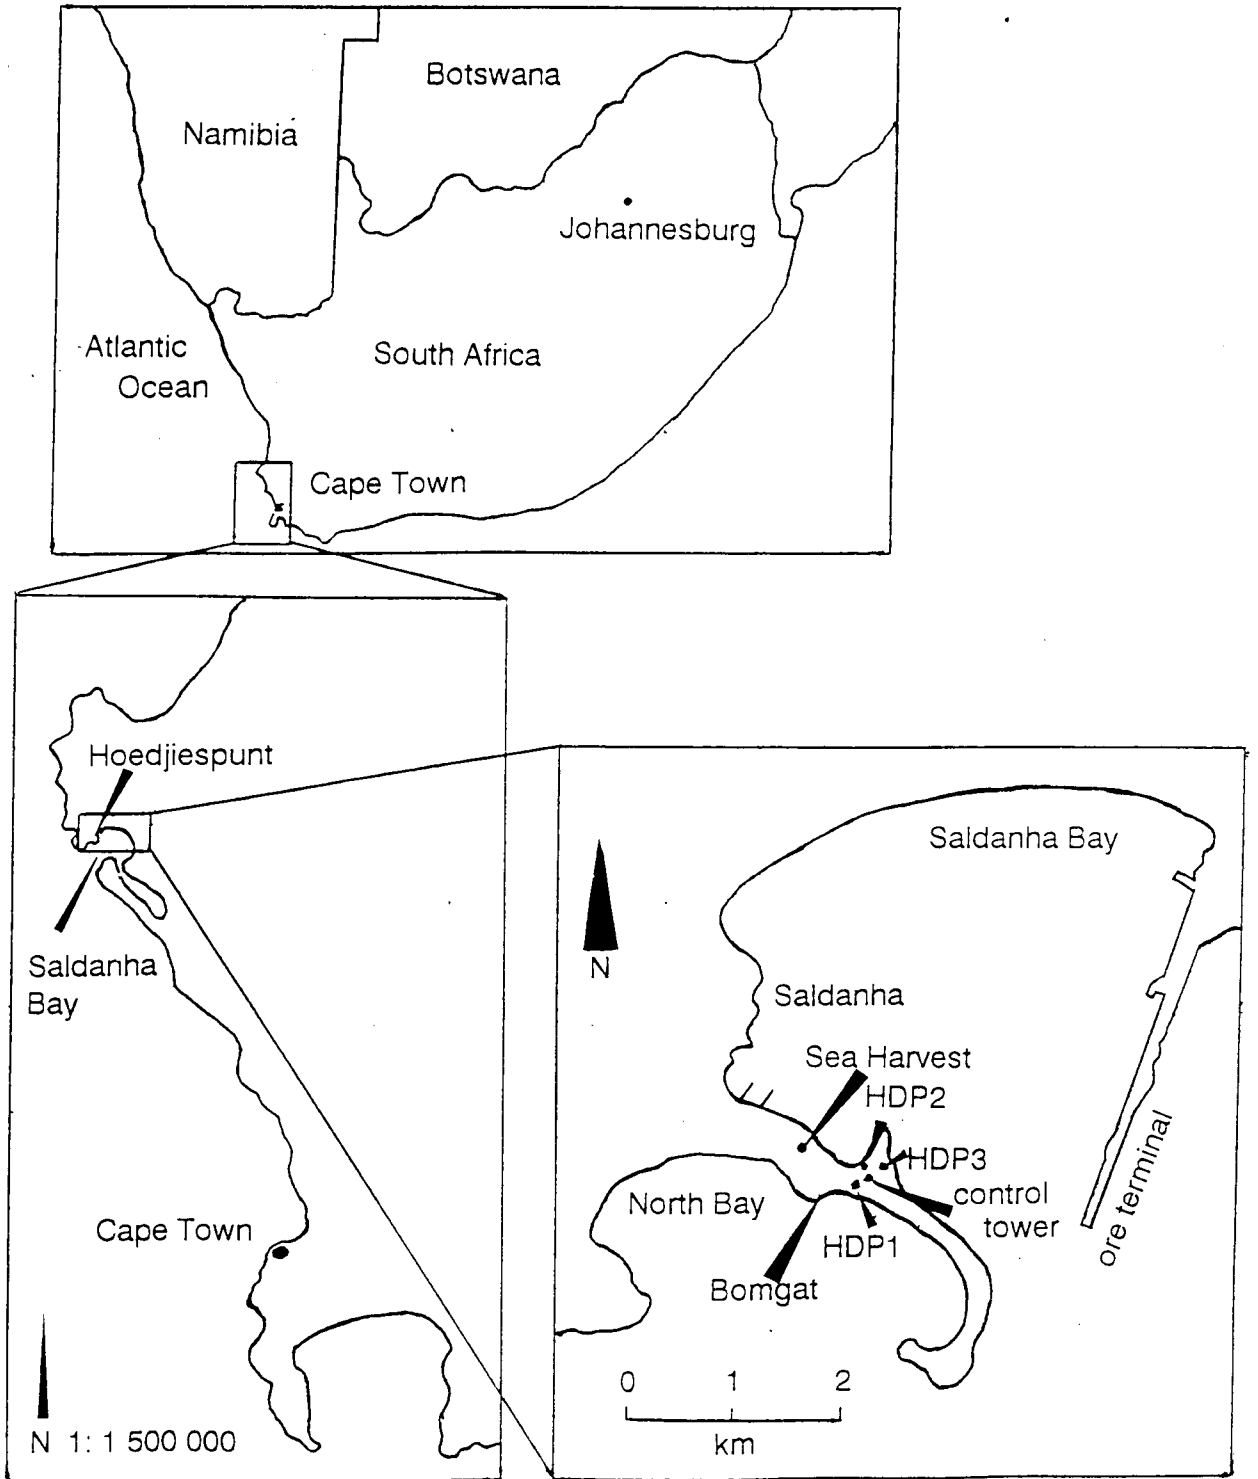 Botswana
Namibia
Johannesburg
Atlantic
Ocean
South Africa
Cape Town
Hoedjiespunt
Saldanha
Bay
Cape Town
N 1: 1 500 000
Saldanha Bay
N
Saldanha
Sea Harvest
HDP2
HDP3
control
tower
North Bay
HDP1
Bomgat
ore terminal
0 1 2
km